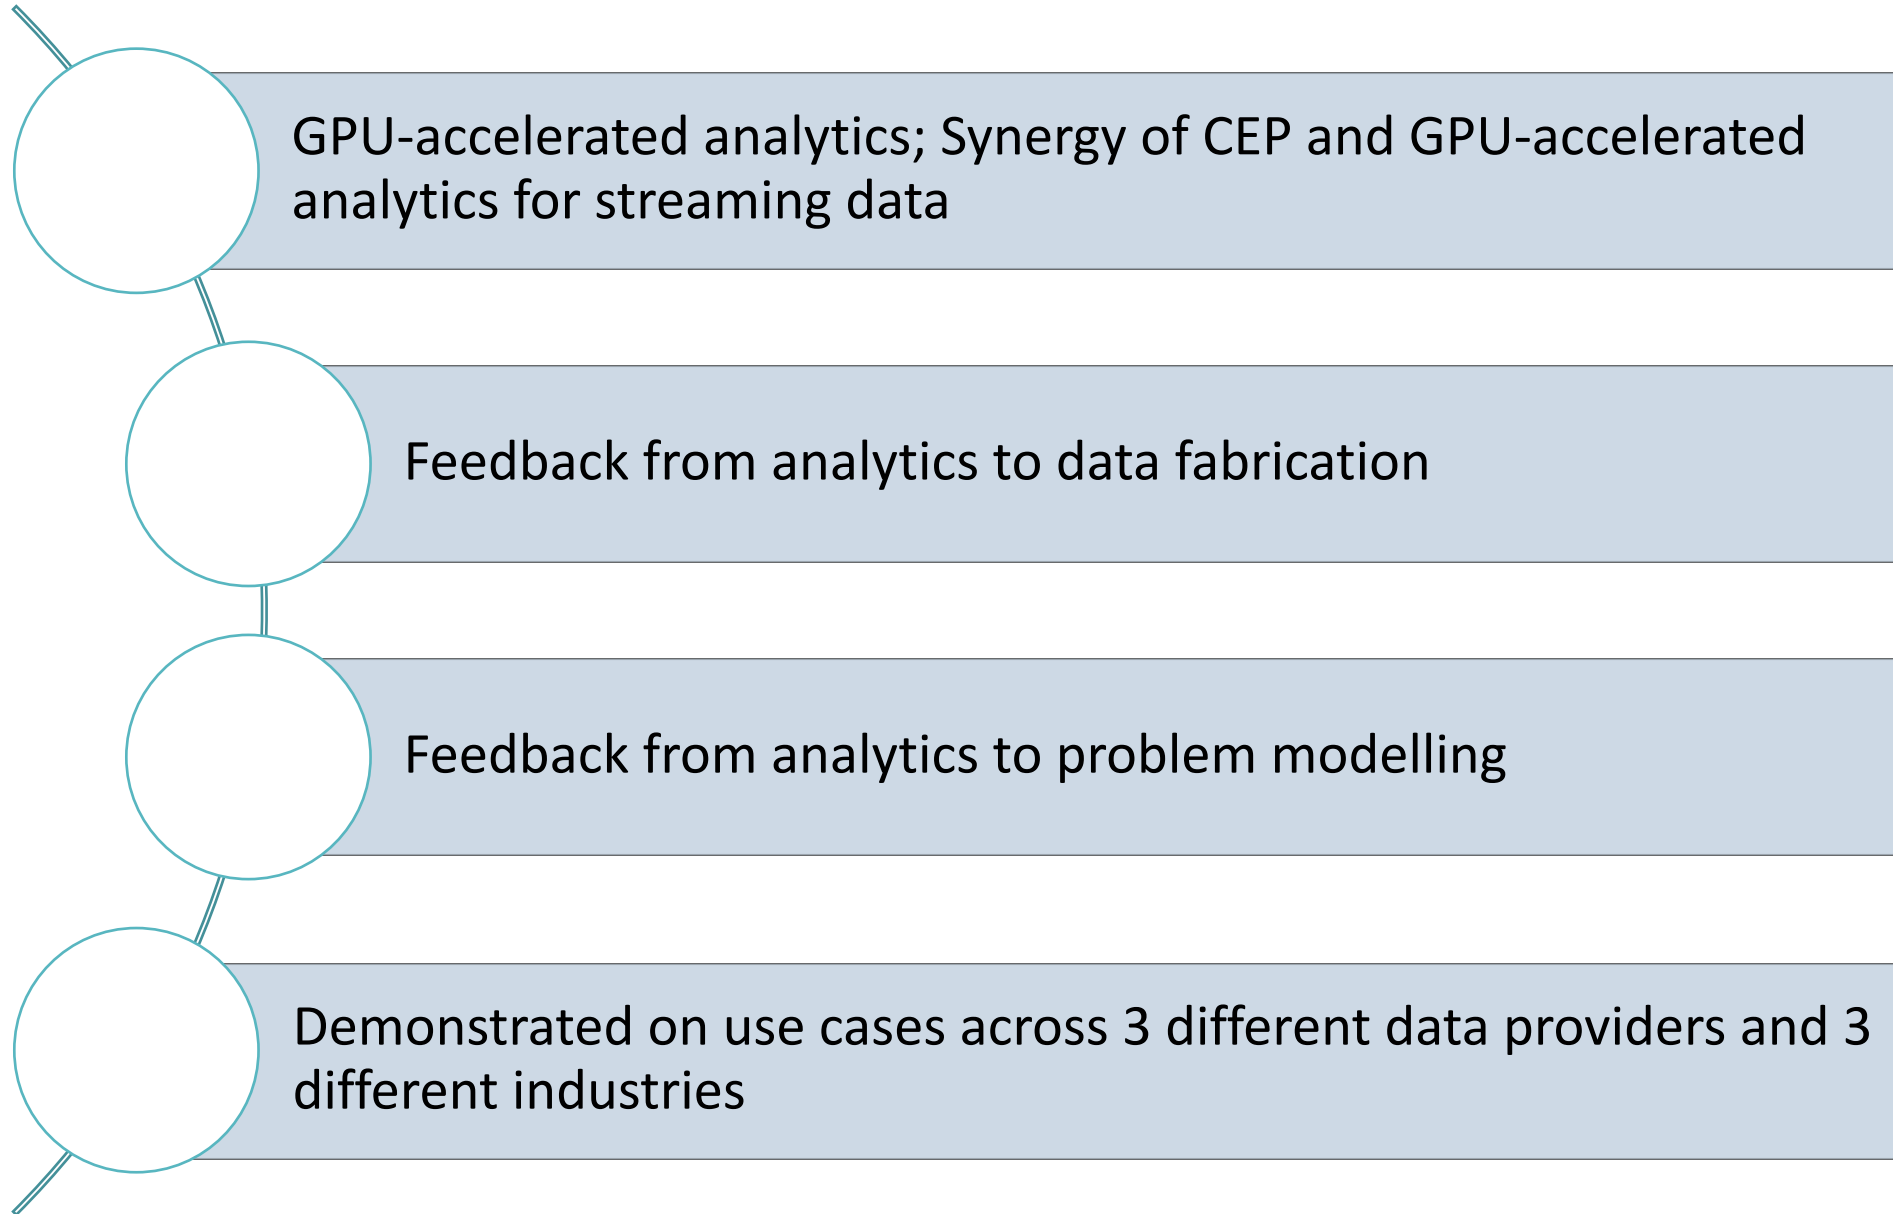 GPU-accelerated analytics; Synergy of CEP and GPU-accelerated
analytics for streaming data
Feedback from analytics to data fabrication
Feedback from analytics to problem modelling
Demonstrated on use cases across 3 different data providers and 3
different industries